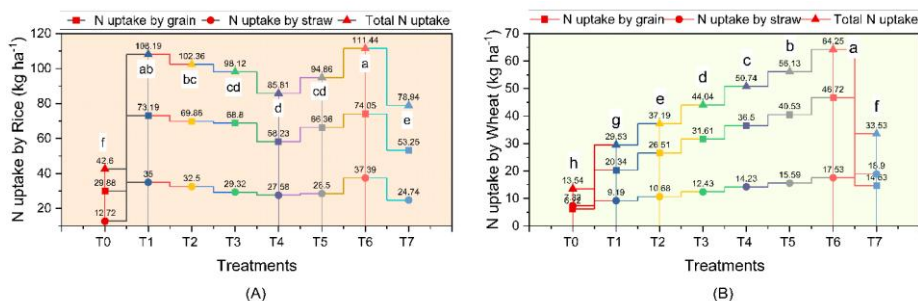 N uptake by grain N uptake by straw Total N uptake
N uptake by Rice (kg ha⁻¹)
120
100
80
60
40
20
108.19 102.36 98.12 85.81 94.86 111.44 78.94
f ab bc cd d cd a e
42.6
29.88 73.19 69.86 68.8 58.23 66.36 74.05 53.25
12.72 35 32.5 29.32 27.58 28.5 37.39 24.74
T0 T1 T2 T3 T4 T5 T6 T7
Treatments
(A)
N uptake by grain N uptake by straw Total N uptake
N uptake by Wheat (kg ha⁻¹)
70
60
50
40
30
20
10
0
h g e d c b a f
13.54 29.53 37.19 44.04 50.74 56.13 64.25 33.53
20.34 26.51 31.61 36.5 40.53 46.72 18.9
9.19 10.68 12.43 14.23 15.59 17.53 14.63
T0 T1 T2 T3 T4 T5 T6 T7
Treatments
(B)